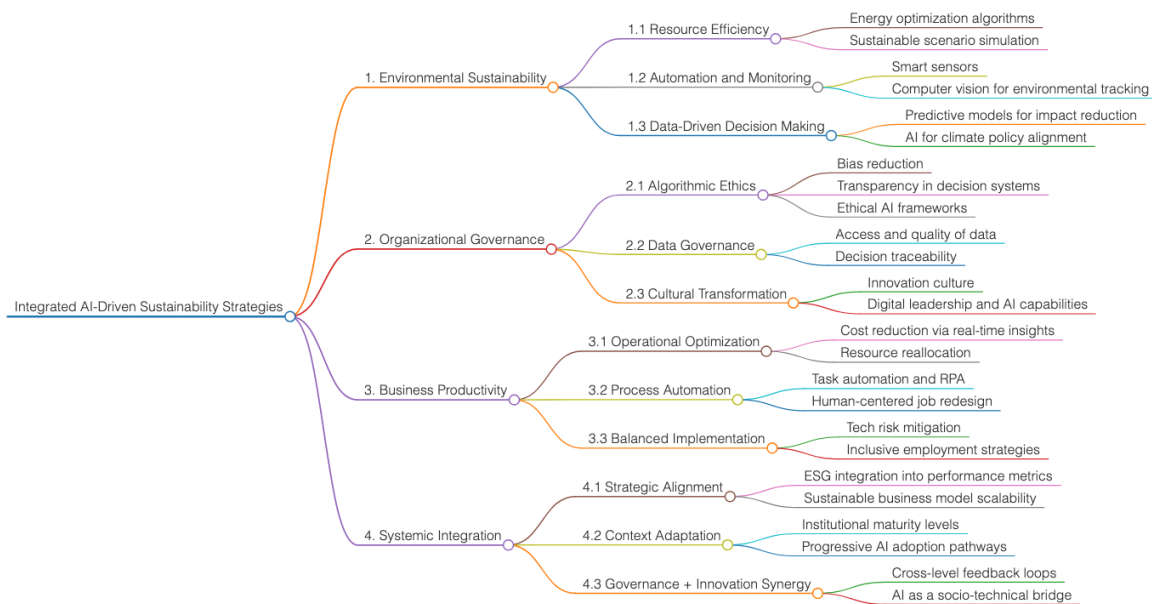 Integrated AI-Driven Sustainability Strategies
1. Environmental Sustainability
1.1 Resource Efficiency
Energy optimization algorithms
Sustainable scenario simulation
1.2 Automation and Monitoring
Smart sensors
Computer vision for environmental tracking
1.3 Data-Driven Decision Making
Predictive models for impact reduction
AI for climate policy alignment
2. Organizational Governance
2.1 Algorithmic Ethics
Bias reduction
Transparency in decision systems
Ethical AI frameworks
2.2 Data Governance
Access and quality of data
Decision traceability
2.3 Cultural Transformation
Innovation culture
Digital leadership and AI capabilities
3. Business Productivity
3.1 Operational Optimization
Cost reduction via real-time insights
Resource reallocation
3.2 Process Automation
Task automation and RPA
Human-centered job redesign
3.3 Balanced Implementation
Tech risk mitigation
Inclusive employment strategies
4. Systemic Integration
4.1 Strategic Alignment
ESG integration into performance metrics
Sustainable business model scalability
4.2 Context Adaptation
Institutional maturity levels
Progressive AI adoption pathways
4.3 Governance + Innovation Synergy
Cross-level feedback loops
AI as a socio-technical bridge